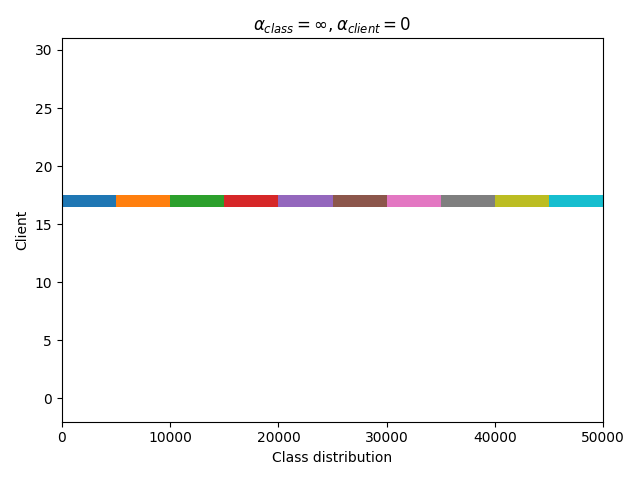 α_class = ∞, α_client = 0
30
25
20
15
10
5
0
Client
0 10000 20000 30000 40000 50000
Class distribution